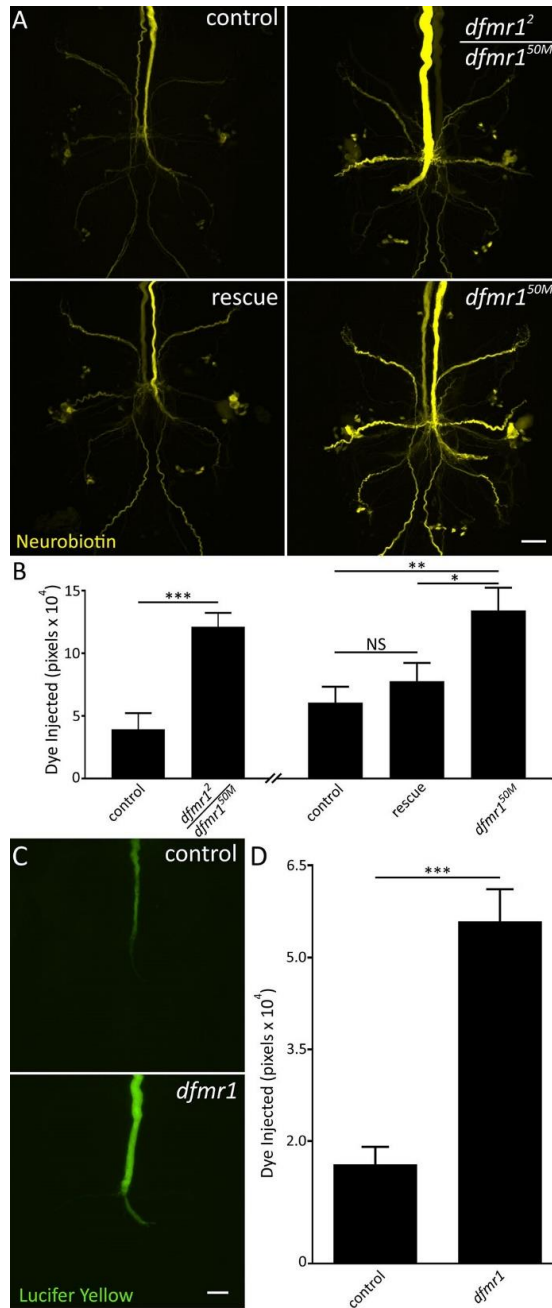 A
control
dfmr1²
dfmr1⁵⁰ᴹ
rescue
dfmr1⁵⁰ᴹ
Neurobiotin
B
Dye Injected (pixels x 10⁴)
15
10
5
0
***
**
*
NS
control
dfmr1²
dfmr1⁵⁰ᴹ
control
rescue
dfmr1⁵⁰ᴹ
C
control
dfmr1
Lucifer Yellow
D
Dye Injected (pixels x 10⁴)
6.5
5.0
3.5
2.0
0
***
control
dfmr1